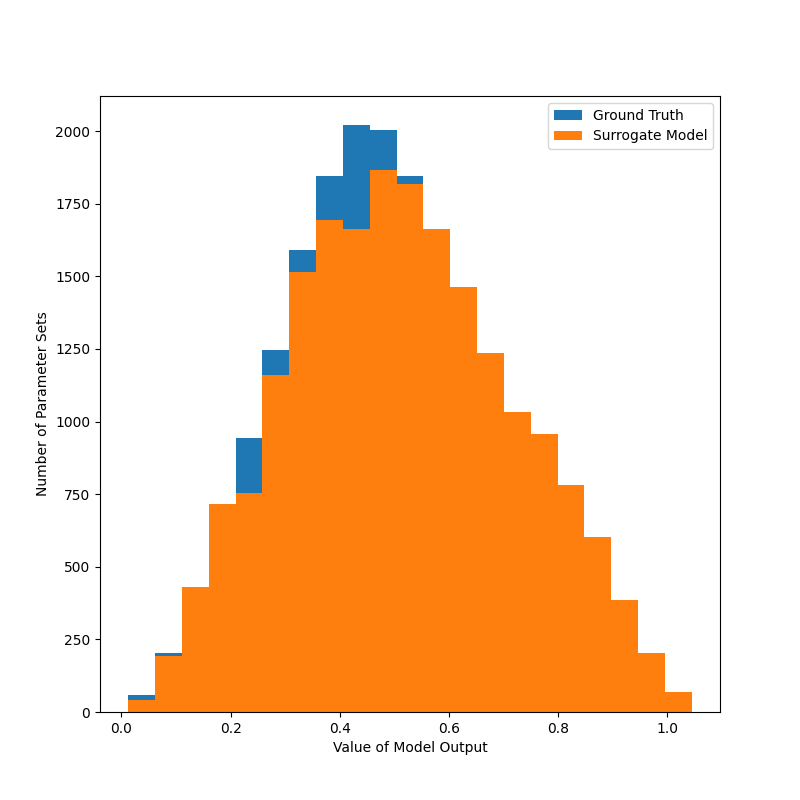 Ground Truth
Surrogate Model
2000
1750
1500
1250
1000
750
500
250
0
Number of Parameter Sets
0.0 0.2 0.4 0.6 0.8 1.0
Value of Model Output